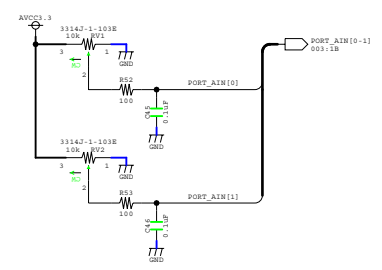 AVCC3.3
3314J-1-103E
10k RV1
3
1
GND
2
R52
100
PORT_AIN[0]
C45
0.1uF
GND
PORT_AIN[0-1]
003:1B
3314J-1-103E
10k RV2
3
1
GND
2
R53
100
PORT_AIN[1]
C46
0.1uF
GND